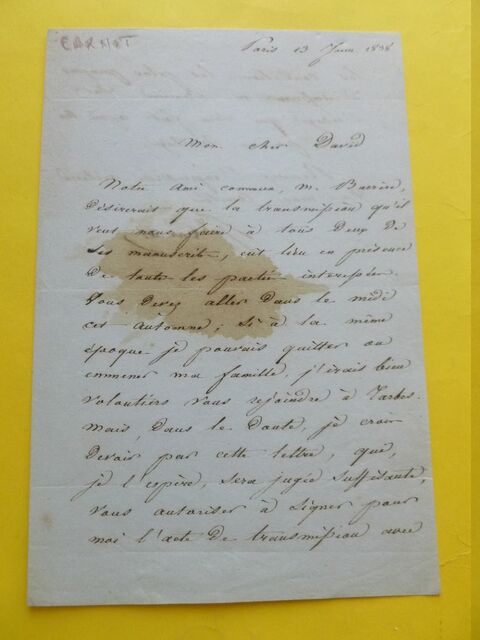 Paris 13 Juin 1838
Mon cher David
Notre ami commun, M. Barrère,
désirerait que la transmission qu'il
veut nous faire à tous deux de
ses manuscrits, eût lieu en présence
de toutes les parties intéressées.
Vous devez aller dans le midi
cet automne; si à la même
époque je pouvais quitter ou
emmener ma famille, j'irais bien
volontiers vous rejoindre à Tarbes.
mais, dans le doute, je crois
devoir par cette lettre, que,
je l'espère, sera jugée suffisante,
vous autoriser à signer pour
moi l'acte de transmission avec